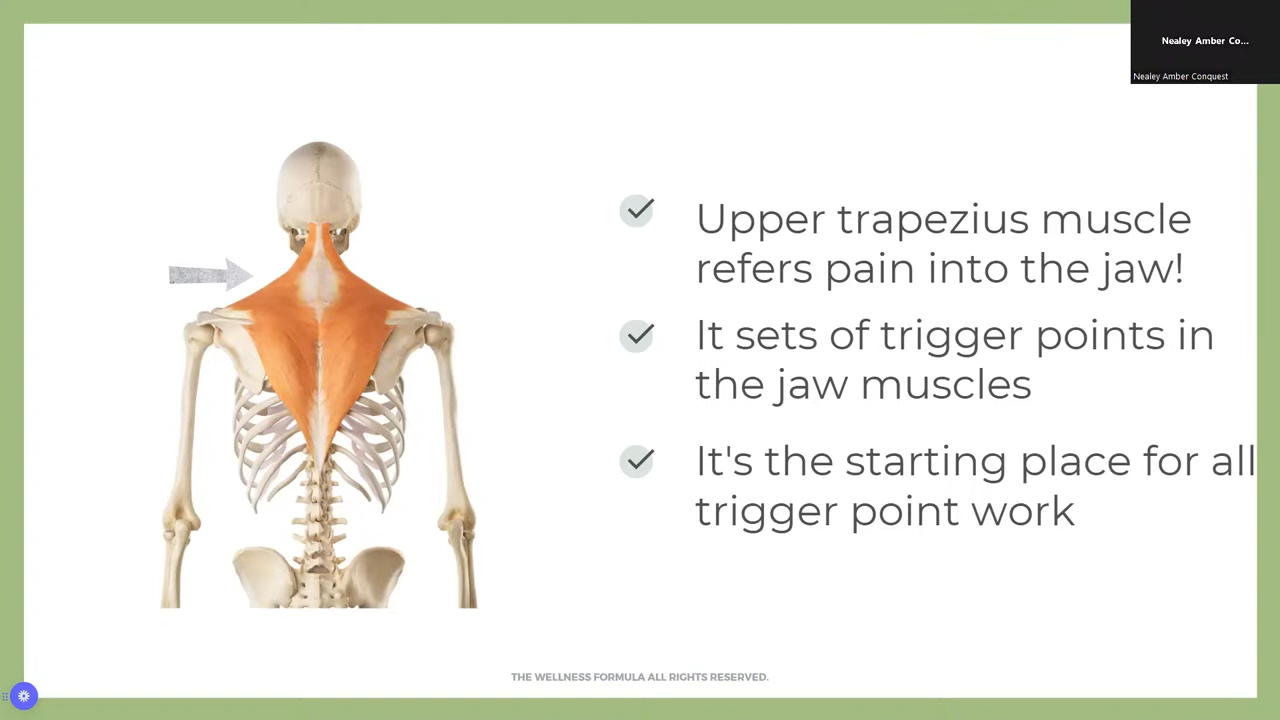 Nealey Amber Co...
Nealey Amber Conquest
Upper trapezius muscle
refers pain into the jaw!
It sets of trigger points in
the jaw muscles
It's the starting place for all
trigger point work
THE WELLNESS FORMULA ALL RIGHTS RESERVED.